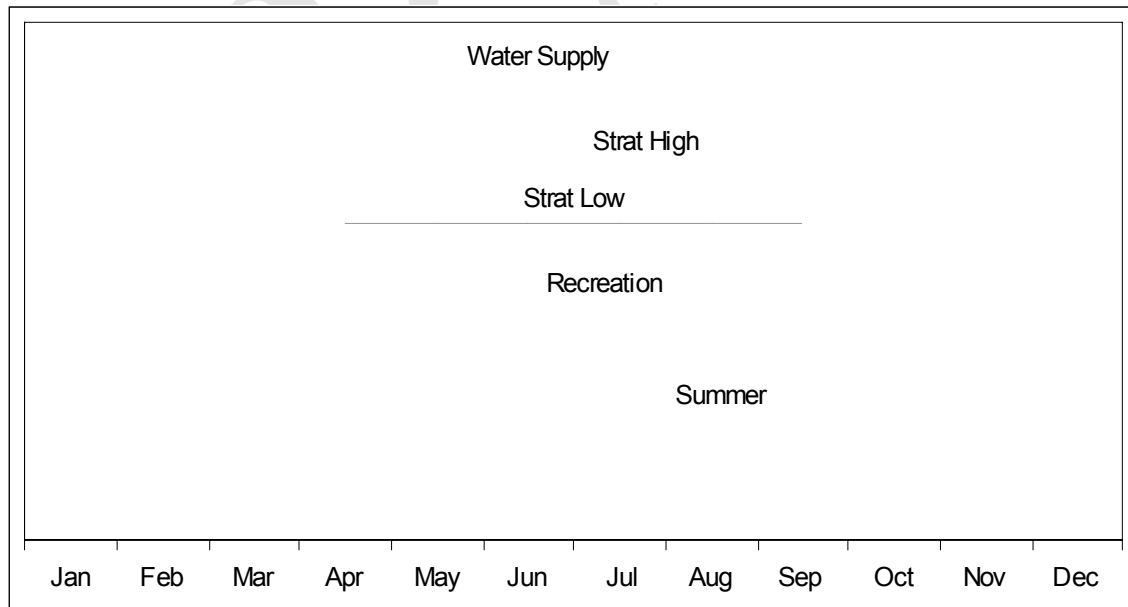 Water Supply
Strat High
Strat Low
Recreation
Summer
Jan Feb Mar Apr May Jun Jul Aug Sep Oct Nov Dec